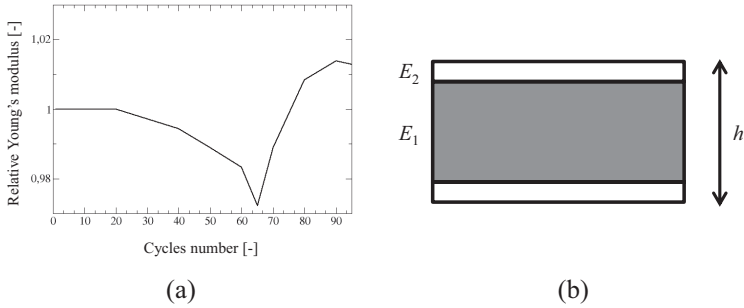 Relative Young's modulus [-]
1,02
1
0,98
0 10 20 30 40 50 60 70 80 90
Cycles number [-]
(a)
E2
E1
h
(b)